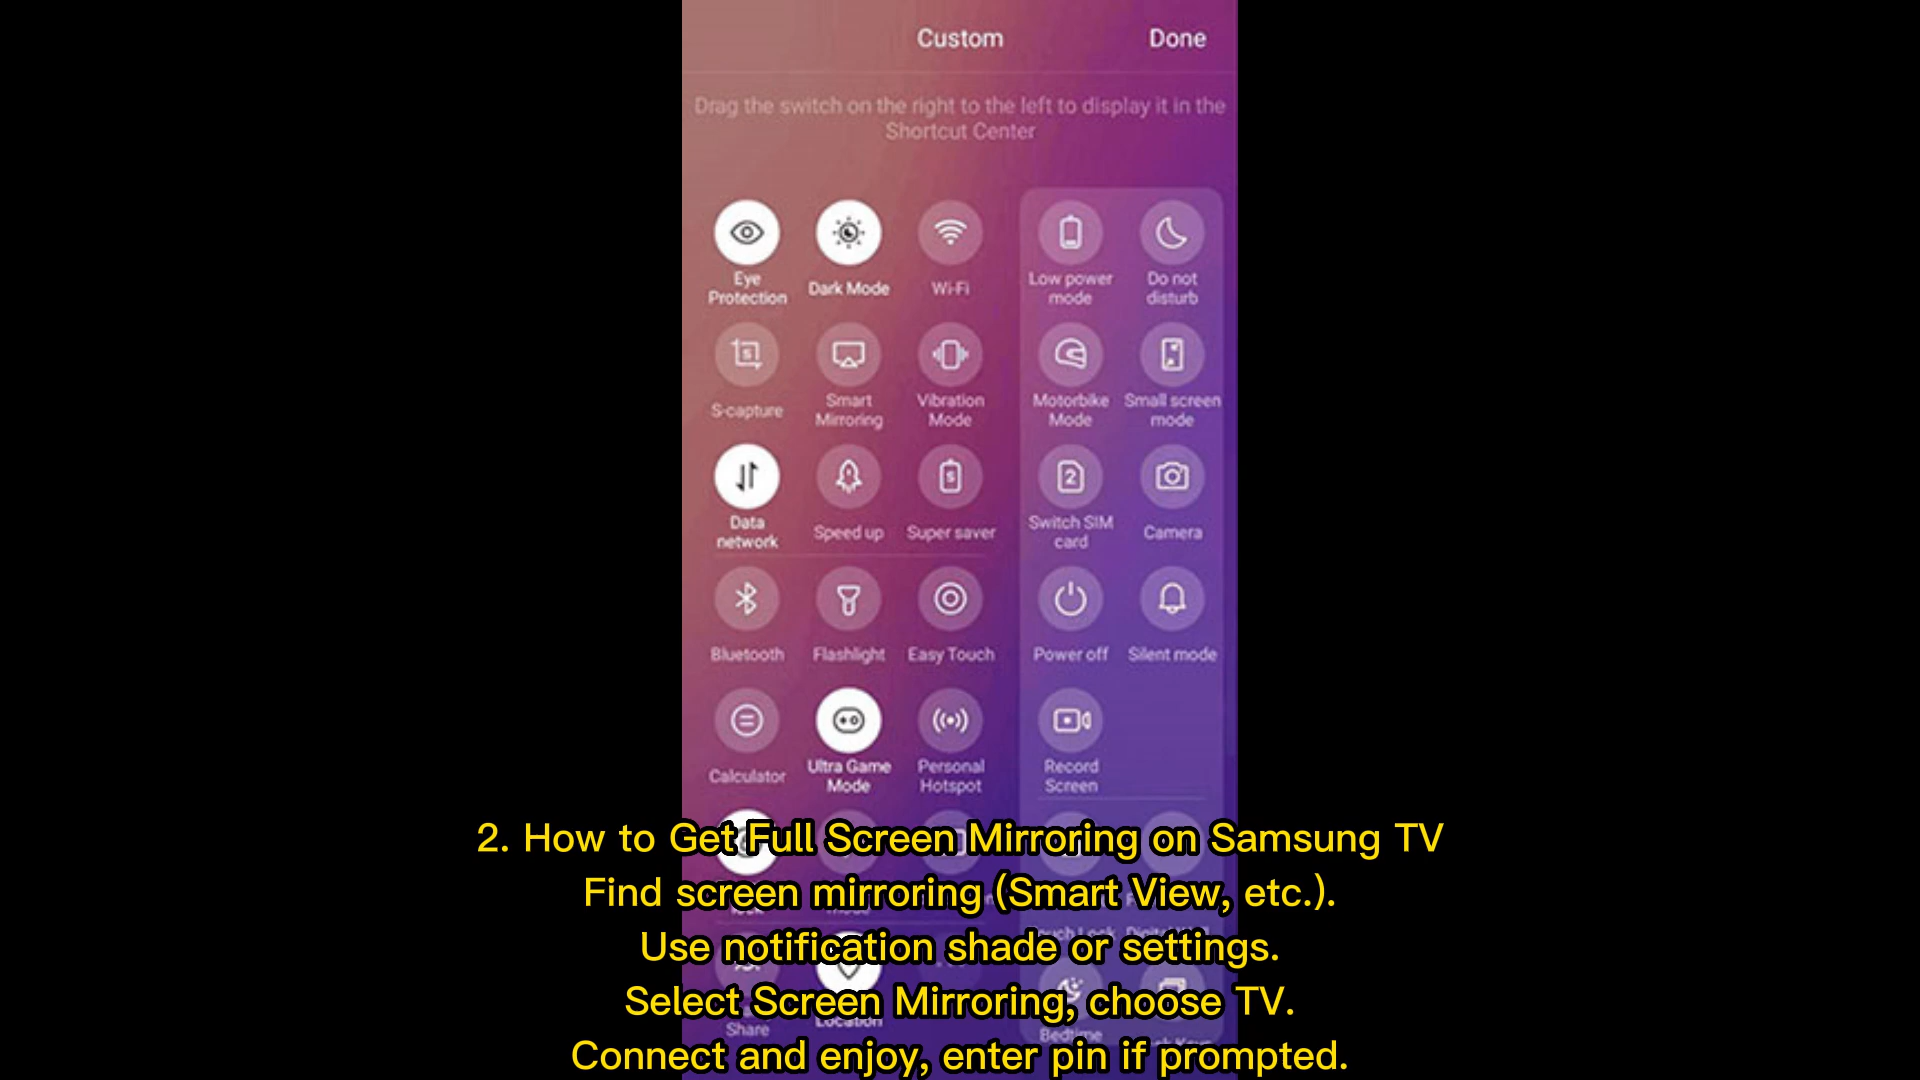 Custom
Done
Drag the switch on the right to the left to display it in the
Shortcut Center
Eye
Protection
Dark Mode
Wi-Fi
Low power
mode
Do not
disturb
S-capture
Smart
Mirroring
Vibration
Mode
Motorbike
Mode
Small screen
mode
Data
network
Speed up
Super saver
Switch SIM
card
Camera
Bluetooth
Flashlight
Easy Touch
Power off
Silent mode
Calculator
Ultra Game
Mode
Personal
Hotspot
Record
Screen
2. How to Get Full Screen Mirroring on Samsung TV
Find screen mirroring (Smart View, etc.).
Use notification shade or settings.
Select Screen Mirroring, choose TV.
Share
Location
Bedtime
Connect and enjoy, enter pin if prompted.